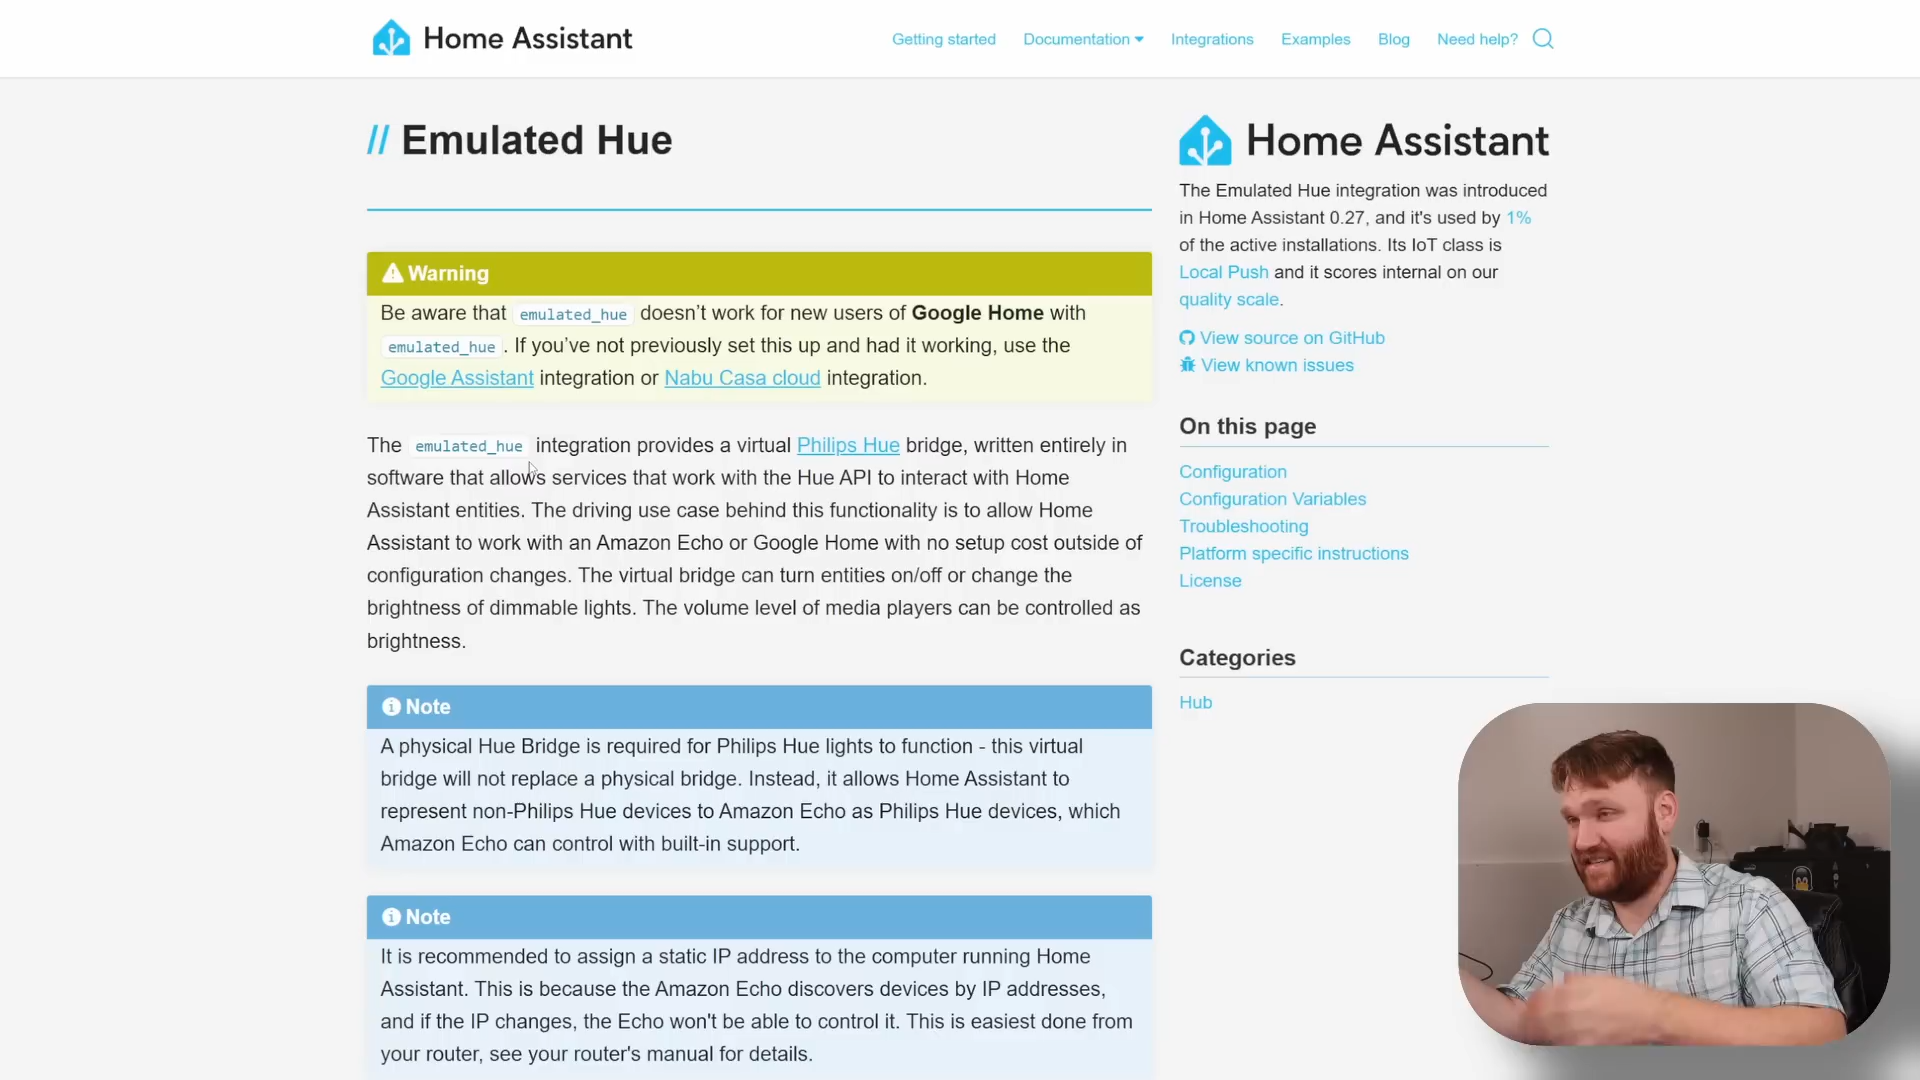 Home Assistant
Getting started
Documentation
Integrations
Examples
Blog
Need help?
// Emulated Hue
Warning
Be aware that emulated_hue doesn’t work for new users of Google Home with
emulated_hue . If you’ve not previously set this up and had it working, use the
Google Assistant integration or Nabu Casa cloud integration.
The emulated_hue integration provides a virtual Philips Hue bridge, written entirely in
software that allows services that work with the Hue API to interact with Home
Assistant entities. The driving use case behind this functionality is to allow Home
Assistant to work with an Amazon Echo or Google Home with no setup cost outside of
configuration changes. The virtual bridge can turn entities on/off or change the
brightness of dimmable lights. The volume level of media players can be controlled as
brightness.
Note
A physical Hue Bridge is required for Philips Hue lights to function - this virtual
bridge will not replace a physical bridge. Instead, it allows Home Assistant to
represent non-Philips Hue devices to Amazon Echo as Philips Hue devices, which
Amazon Echo can control with built-in support.
Note
It is recommended to assign a static IP address to the computer running Home
Assistant. This is because the Amazon Echo discovers devices by IP addresses,
and if the IP changes, the Echo won't be able to control it. This is easiest done from
your router, see your router's manual for details.
Home Assistant
The Emulated Hue integration was introduced
in Home Assistant 0.27, and it's used by 1%
of the active installations. Its IoT class is
Local Push and it scores internal on our
quality scale.
View source on GitHub
View known issues
On this page
Configuration
Configuration Variables
Troubleshooting
Platform specific instructions
License
Categories
Hub